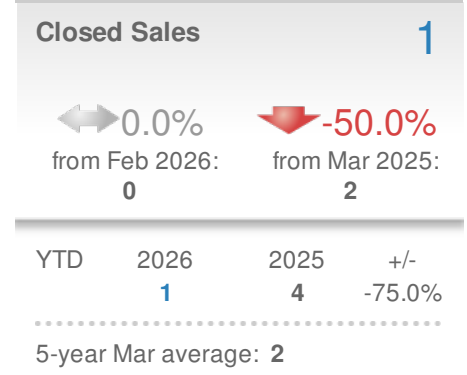 Closed Sales 1
0.0% -50.0%
from Feb 2026: from Mar 2025:
0 2
YTD 2026 2025 +/-
1 4 -75.0%
5-year Mar average: 2